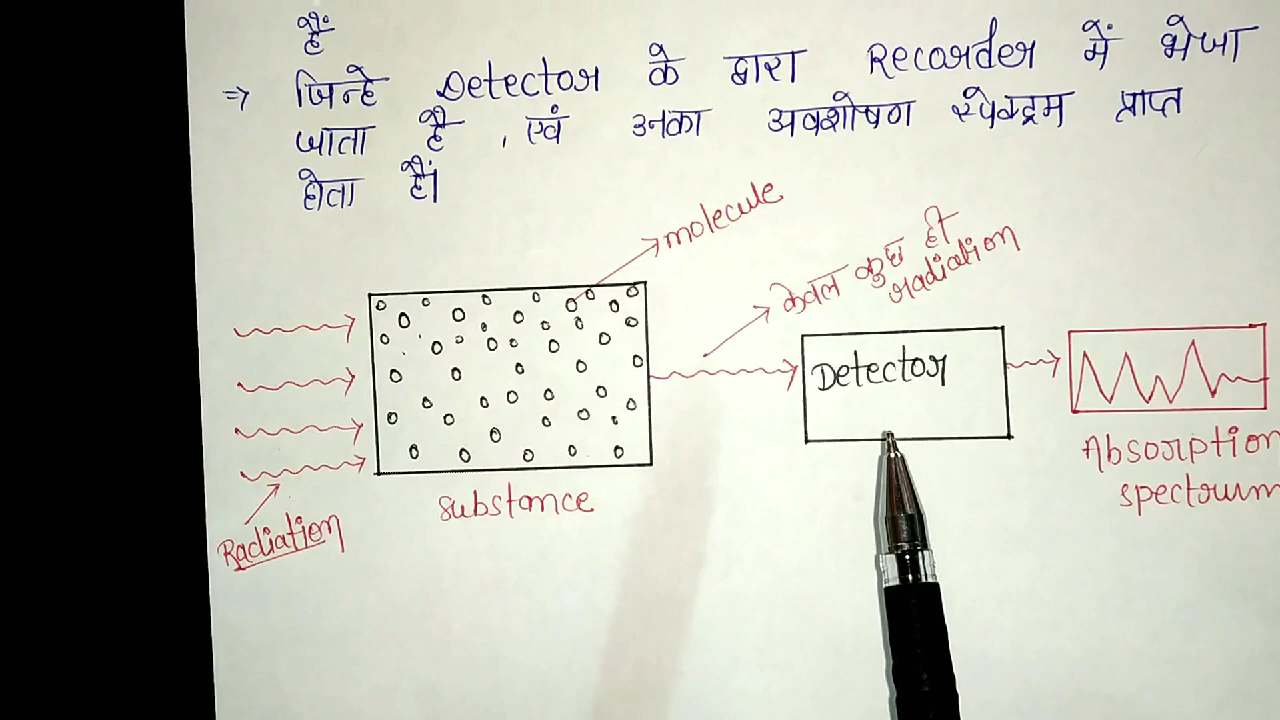 हैं
⇒ जिन्हे Detector के द्वारा Recorder में भेजा
जाता है , एवं उनका अवशोषण स्पेक्ट्रम प्राप्त
होता हैं।
molecule
केवल कुछ ही
radiation
Detector
Absorption
spectrum
substance
Radiation